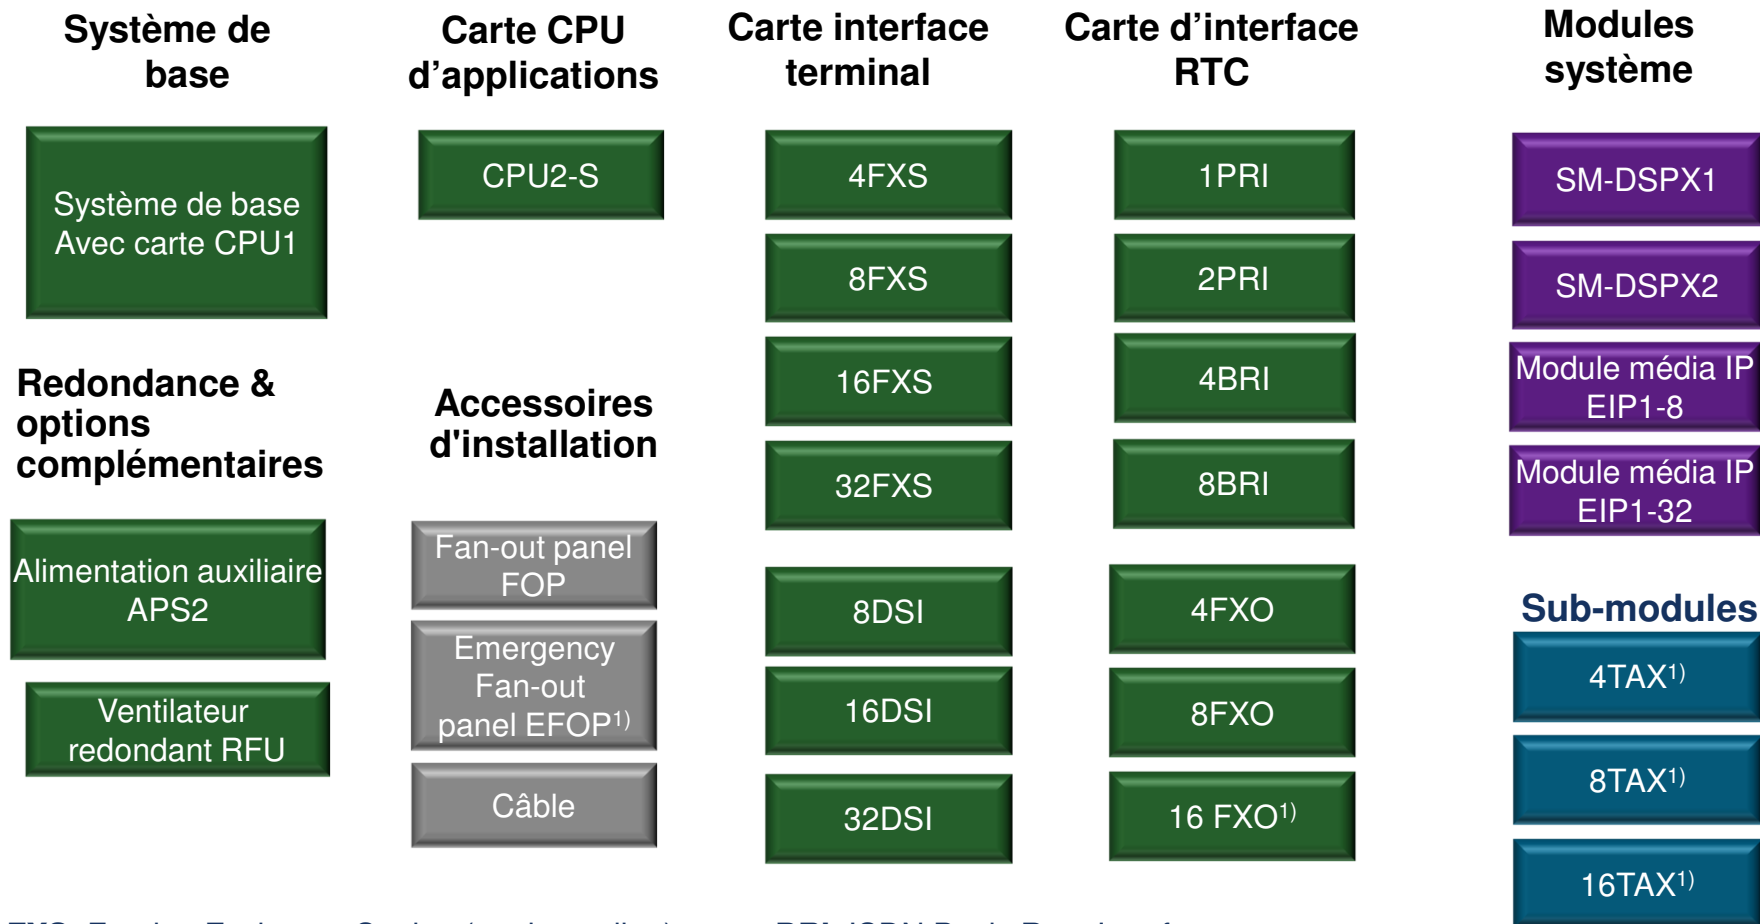 Système de
base
Système de base
Avec carte CPU1
Redondance &
options
complémentaires
Alimentation auxiliaire
APS2
Ventilateur
redondant RFU
Carte CPU
d’applications
CPU2-S
Accessoires
d'installation
Fan-out panel
FOP
Emergency
Fan-out
panel EFOP1)
Câble
Carte interface
terminal
4FXS
8FXS
16FXS
32FXS
8DSI
16DSI
32DSI
Carte d’interface
RTC
1PRI
2PRI
4BRI
8BRI
4FXO
8FXO
16 FXO1)
Modules
système
SM-DSPX1
SM-DSPX2
Module média IP
EIP1-8
Module média IP
EIP1-32
Sub-modules
4TAX1)
8TAX1)
16TAX1)